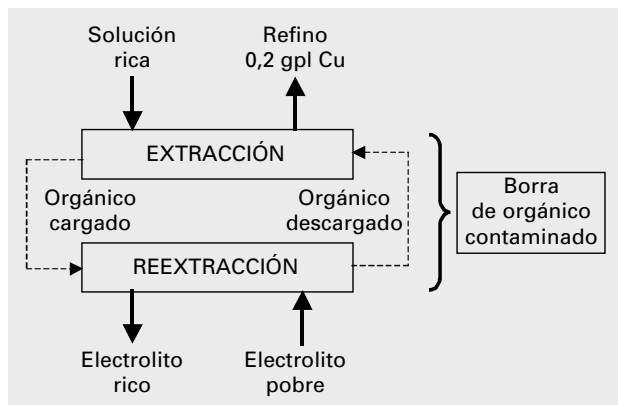 Solución
rica
Refino
0,2 gpl Cu
EXTRACCIÓN
Orgánico
cargado
Orgánico
descargado
Borra
de orgánico
contaminado
REEXTRACCIÓN
Electrolito
rico
Electrolito
pobre